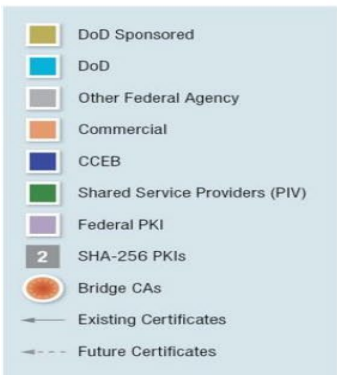 DoD Sponsored
DoD
Other Federal Agency
Commercial
CCEB
Shared Service Providers (PIV)
Federal PKI
2 SHA-256 PKIs
Bridge CAs
Existing Certificates
Future Certificates